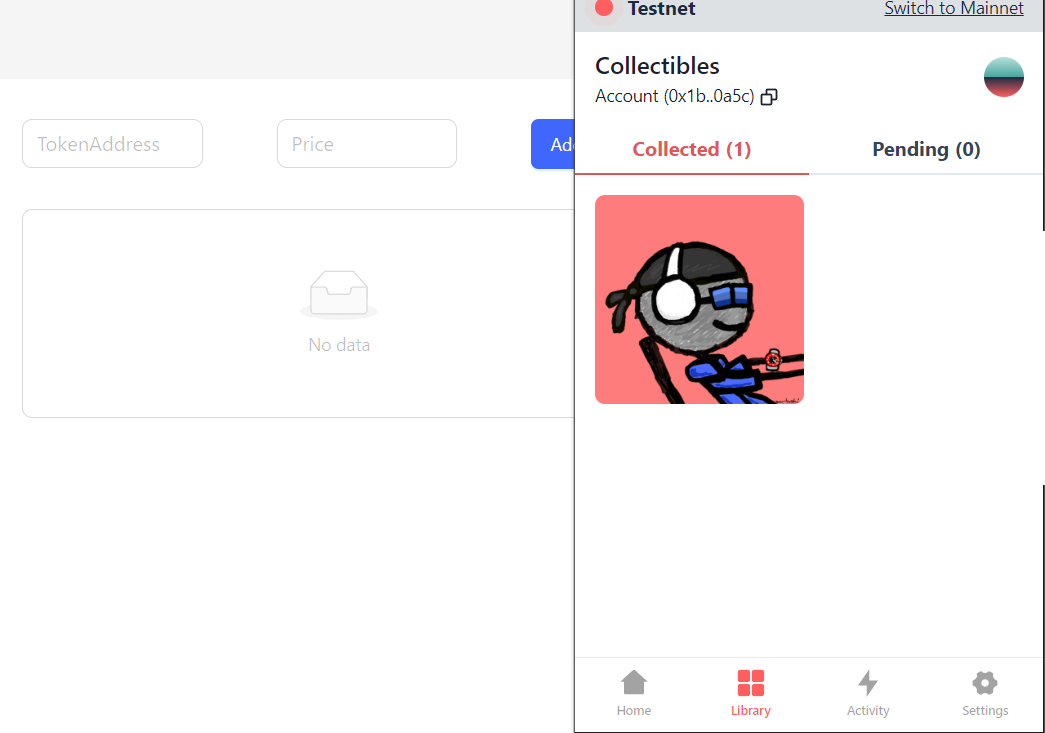 TokenAddress
Price
Ad
No data
Testnet
Switch to Mainnet
Collectibles
Account (0x1b..0a5c)
Collected (1)
Pending (0)
Home
Library
Activity
Settings